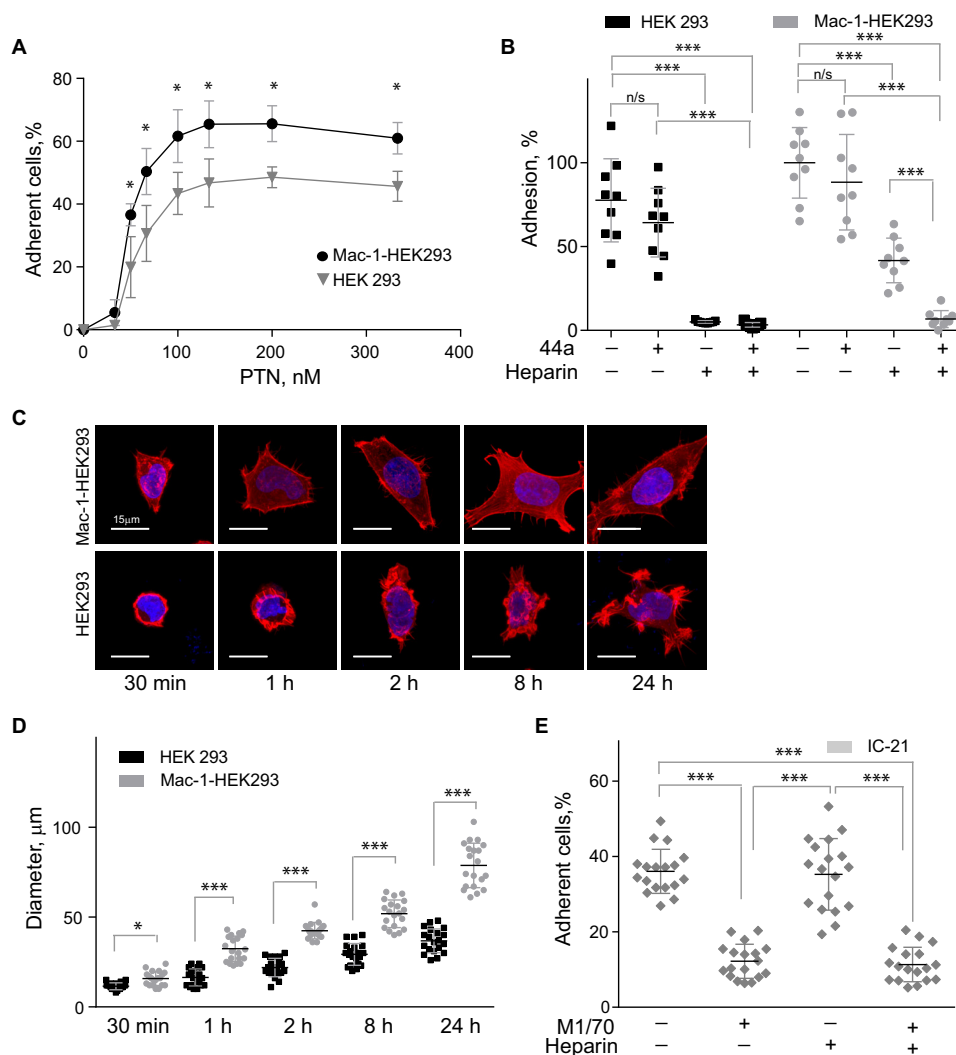 A
80
60
40
20
0
Adherent cells,%
* * * * * *
Mac-1-HEK293
HEK 293
0 100 200 300 400
PTN, nM
B
HEK 293 Mac-1-HEK293
*** ***
*** ***
n/s n/s
*** ***
***
100
50
0
Adhesion, %
44a − + − + − + − +
Heparin − − + + − − + +
C
Mac-1-HEK293
15μm
HEK293
30 min 1 h 2 h 8 h 24 h
D
HEK 293
Mac-1-HEK293
100
50
0
Diameter, μm
* *** *** *** ***
30 min 1 h 2 h 8 h 24 h
E
IC-21
***
*** *** ***
60
40
20
0
Adherent cells,%
M1/70 − + − +
Heparin − − + +